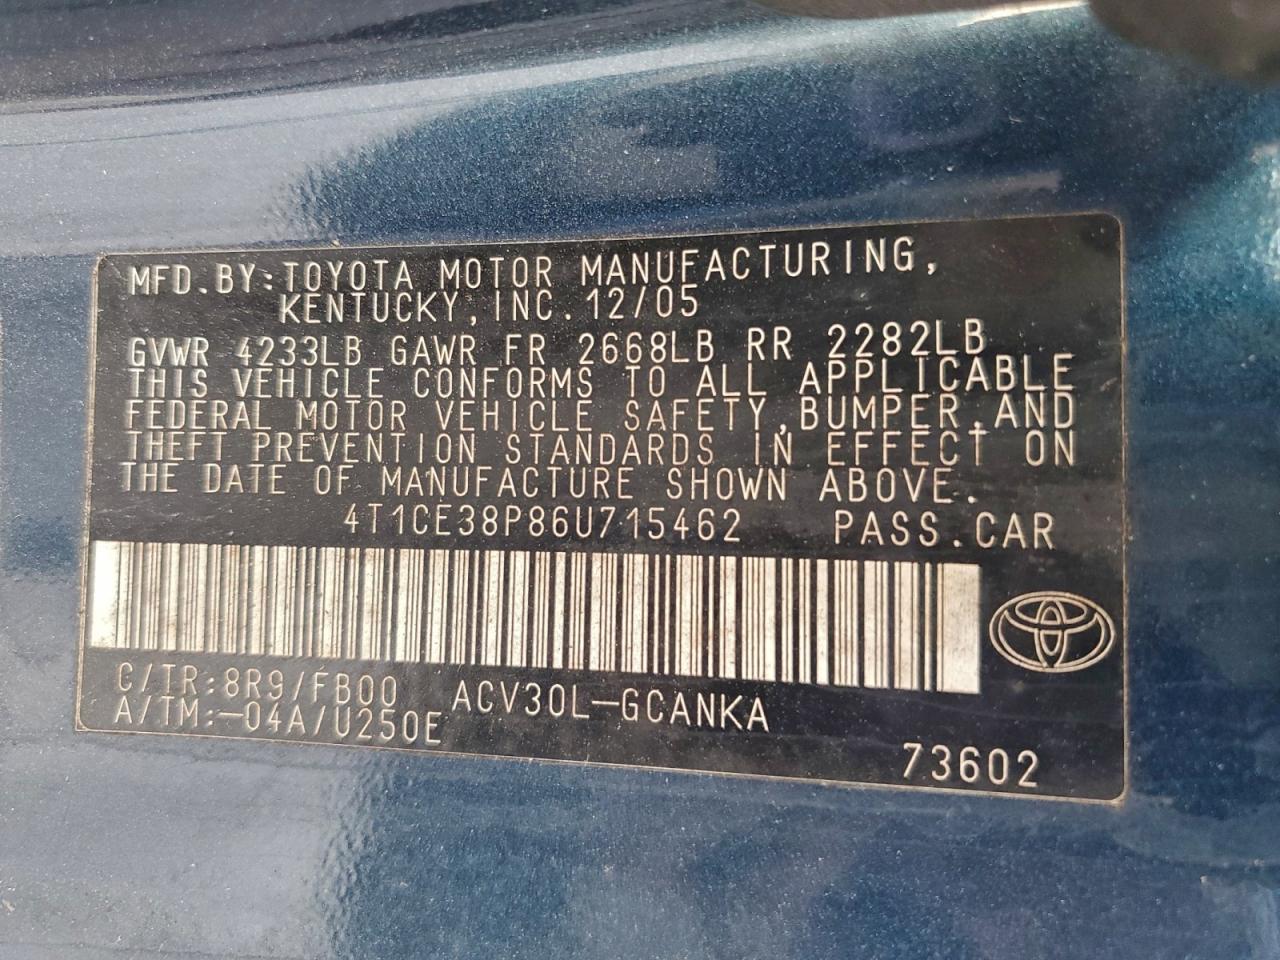 MFD.BY:TOYOTA MOTOR MANUFACTURING,
KENTUCKY,INC. 12/05
GVWR 4233LB GAWR FR 2668LB RR 2282LB
THIS VEHICLE CONFORMS TO ALL APPLICABLE
FEDERAL MOTOR VEHICLE SAFETY,BUMPER,AND
THEFT PREVENTION STANDARDS IN EFFECT ON
THE DATE OF MANUFACTURE SHOWN ABOVE.
4T1CE38P86U715462 PASS.CAR
C/TR:8R9/FB00 ACV30L-GCANKA
A/TM:-04A/U250E
73602